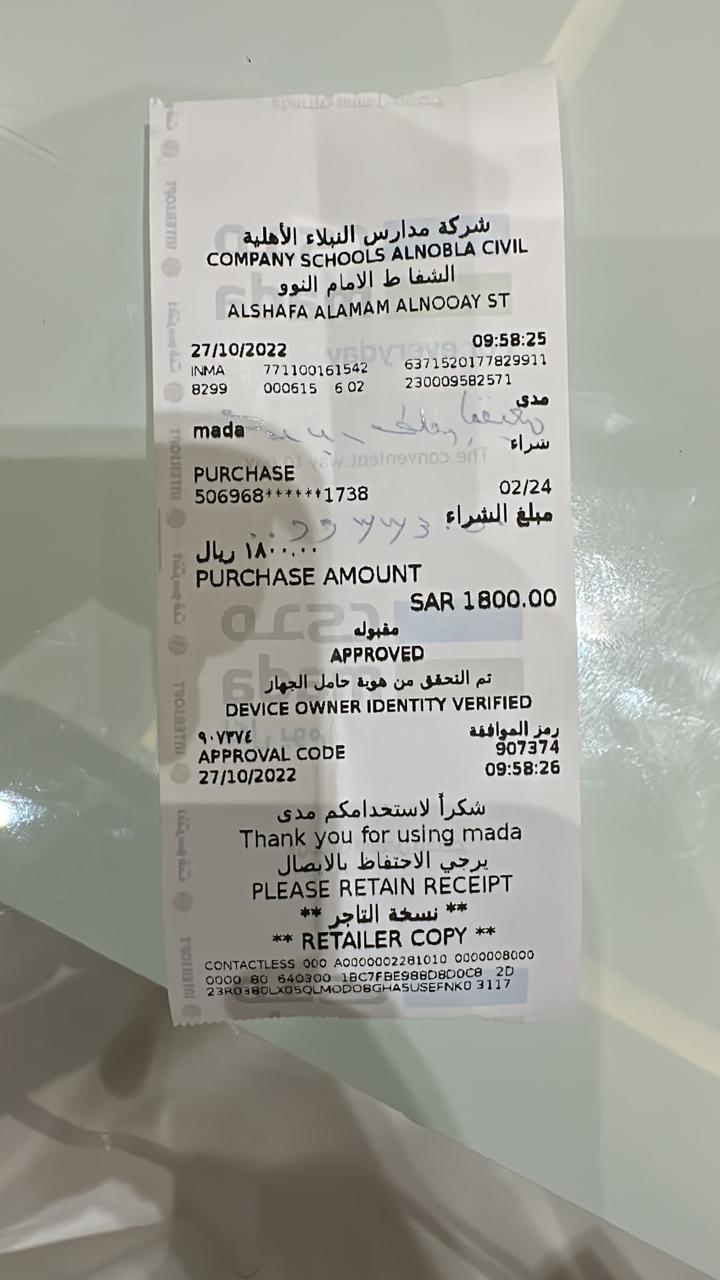 شركة مدارس النبلاء الأهلية
COMPANY SCHOOLS ALNOBLA CIVIL
الشفا ط الامام النوو
ALSHAFA ALAMAM ALNOOAY ST
27/10/2022 09:58:25
INMA 771100161542 6371520177829911
8299 000615 6 02 230009582571
مدى
mada
شراء
PURCHASE
506968******1738 02/24
مبلغ الشراء
١٨٠٠.٠٠ ريال
PURCHASE AMOUNT
SAR 1800.00
مقبوله
APPROVED
تم التحقق من هوية حامل الجهاز
DEVICE OWNER IDENTITY VERIFIED
٩٠٧٣٧٤ رمز الموافقة
APPROVAL CODE 907374
27/10/2022 09:58:26
شكراً لاستخدامكم مدى
Thank you for using mada
يرجي الاحتفاظ بالايصال
PLEASE RETAIN RECEIPT
** نسخة التاجر **
** RETAILER COPY **
CONTACTLESS 000 A0000002281010 0000008000
0000 80 640300 1BC7FBE988D8D0C8 2D
23R0380LX05QLMODO8GHA5USEFNK0 3117